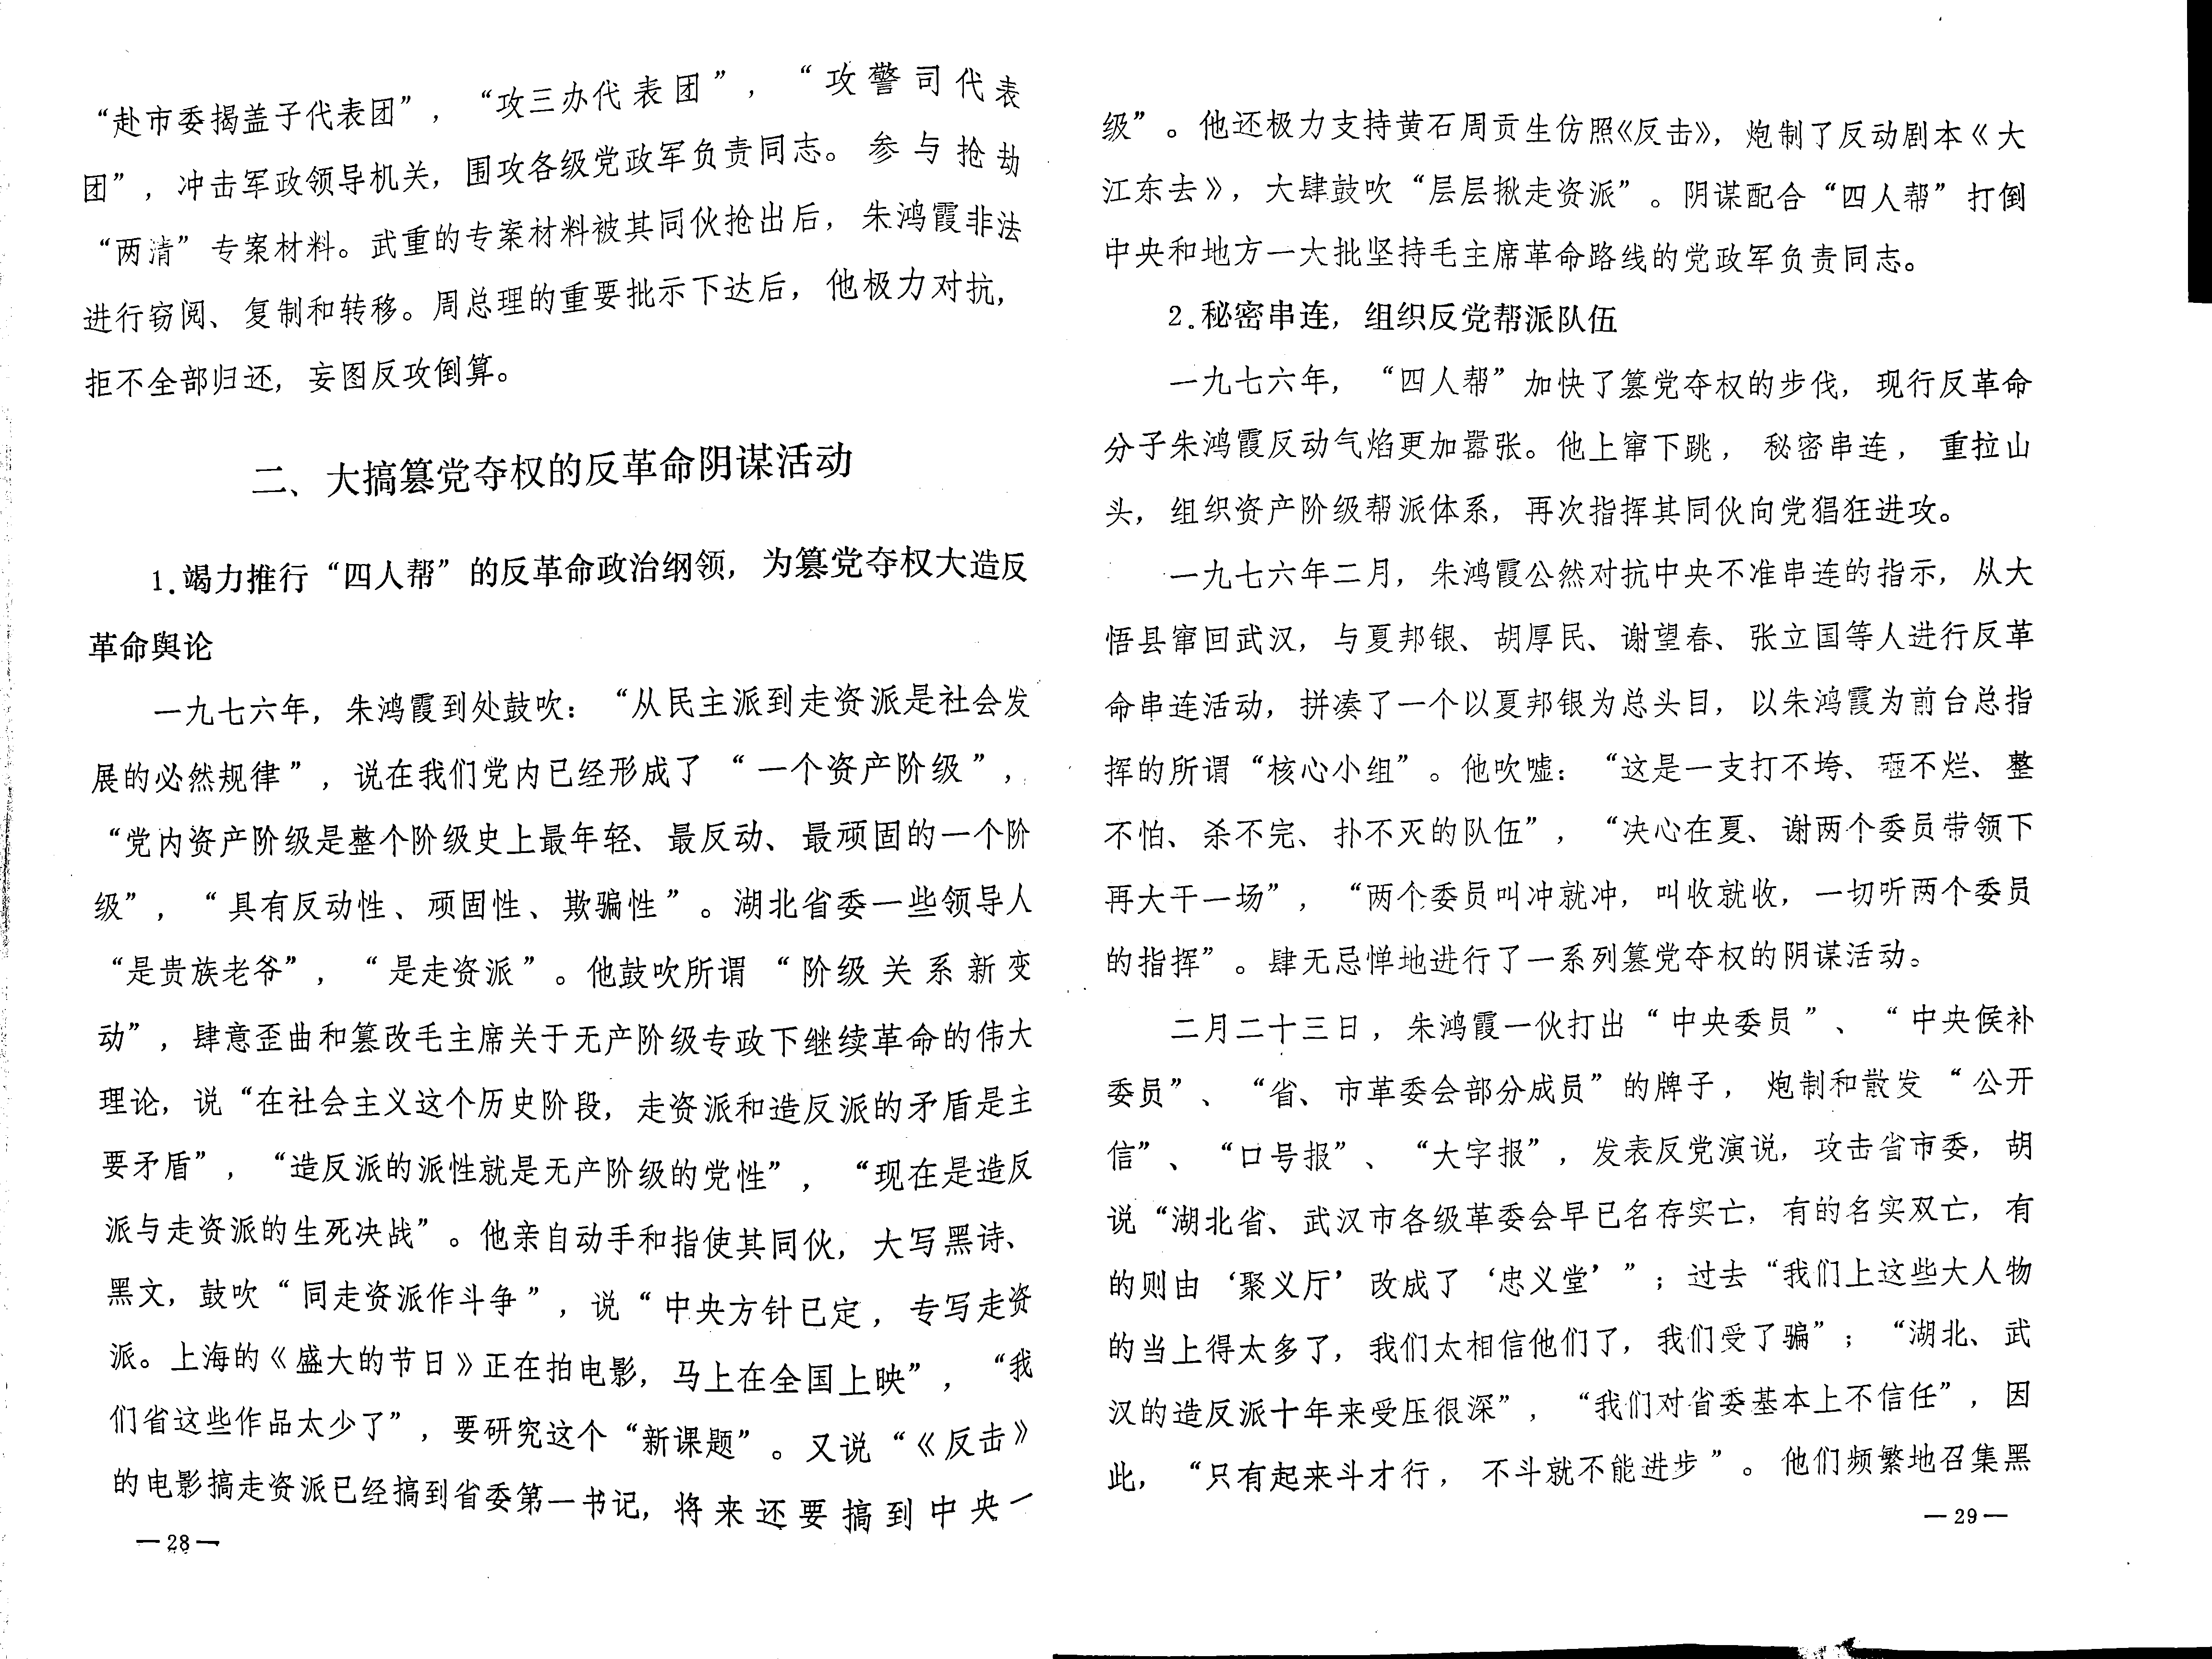 “赴市委揭盖子代表团”，“攻三办代表团”，“攻警司代表
团”，冲击军政领导机关，围攻各级党政军负责同志。参与抢劫
“两清”专案材料。武重的专案材料被其同伙抢出后，朱鸿霞非法
进行窃阅、复制和转移。周总理的重要批示下达后，他极力对抗，
拒不全部归还，妄图反攻倒算。
二、大搞篡党夺权的反革命阴谋活动
1.竭力推行“四人帮”的反革命政治纲领，为篡党夺权大造反
革命舆论
一九七六年，朱鸿霞到处鼓吹：“从民主派到走资派是社会发
展的必然规律”，说在我们党内已经形成了“一个资产阶级”，
“党内资产阶级是整个阶级史上最年轻、最反动、最顽固的一个阶
级”，“具有反动性、顽固性、欺骗性”。湖北省委一些领导人
“是贵族老爷”，“是走资派”。他鼓吹所谓“阶级关系新变
动”，肆意歪曲和篡改毛主席关于无产阶级专政下继续革命的伟大
理论，说“在社会主义这个历史阶段，走资派和造反派的矛盾是主
要矛盾”，“造反派的派性就是无产阶级的党性”，“现在是造反
派与走资派的生死决战”。他亲自动手和指使其同伙，大写黑诗、
黑文，鼓吹“同走资派作斗争”，说“中央方针已定，专写走资
派。上海的《盛大的节日》正在拍电影，马上在全国上映”，“我
们省这些作品太少了”，要研究这个“新课题”。又说“《反击》
的电影搞走资派已经搞到省委第一书记，将来还要搞到中央一
—28—
级”。他还极力支持黄石周贡生仿照《反击》，炮制了反动剧本《大
江东去》，大肆鼓吹“层层揪走资派”。阴谋配合“四人帮”打倒
中央和地方一大批坚持毛主席革命路线的党政军负责同志。
2.秘密串连，组织反党帮派队伍
一九七六年，“四人帮”加快了篡党夺权的步伐，现行反革命
分子朱鸿霞反动气焰更加嚣张。他上窜下跳，秘密串连，重拉山
头，组织资产阶级帮派体系，再次指挥其同伙向党猖狂进攻。
一九七六年二月，朱鸿霞公然对抗中央不准串连的指示，从大
悟县窜回武汉，与夏邦银、胡厚民、谢望春、张立国等人进行反革
命串连活动，拼凑了一个以夏邦银为总头目，以朱鸿霞为前台总指
挥的所谓“核心小组”。他吹嘘：“这是一支打不垮、砸不烂、整
不怕、杀不完、扑不灭的队伍”，“决心在夏、谢两个委员带领下
再大干一场”，“两个委员叫冲就冲，叫收就收，一切听两个委员
的指挥”。肆无忌惮地进行了一系列篡党夺权的阴谋活动。
二月二十三日，朱鸿霞一伙打出“中央委员”、“中央候补
委员”、“省、市革委会部分成员”的牌子，炮制和散发“公开
信”、“口号报”、“大字报”，发表反党演说，攻击省市委，胡
说“湖北省、武汉市各级革委会早已名存实亡，有的名实双亡，有
的则由‘聚义厅’改成了‘忠义堂’”；过去“我们上这些大人物
的当上得太多了，我们太相信他们了，我们受了骗”；“湖北、武
汉的造反派十年来受压很深”，“我们对省委基本上不信任”，因
此，“只有起来斗才行，不斗就不能进步”。他们频繁地召集黑
—29—